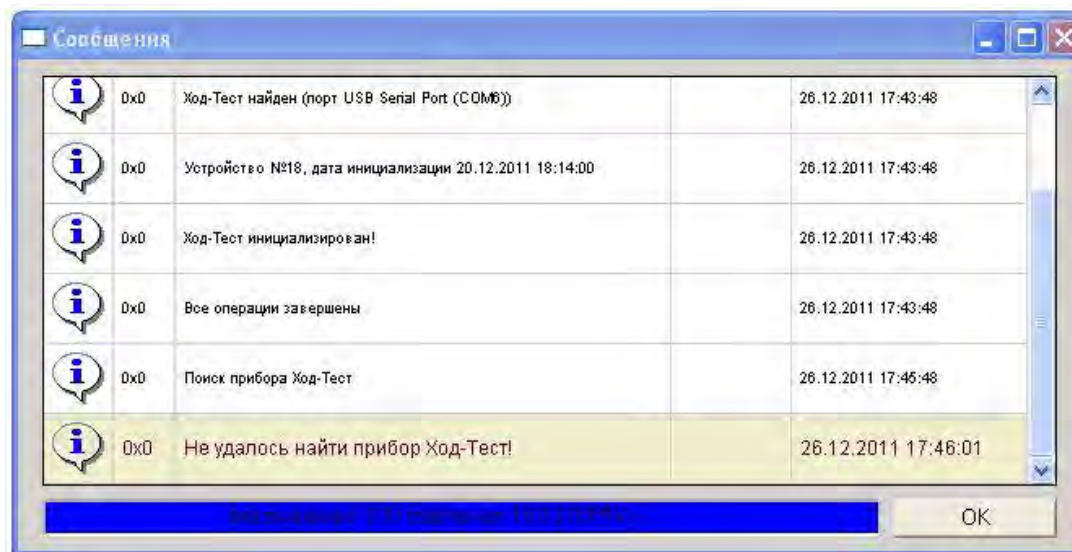 Сообщения
0x0 Ход-Тест найден (порт USB Serial Port (COM6)) 26.12.2011 17:43:48
0x0 Устройство №18, дата инициализации 20.12.2011 18:14:00 26.12.2011 17:43:48
0x0 Ход-Тест инициализирован! 26.12.2011 17:43:48
0x0 Все операции завершены 26.12.2011 17:43:48
0x0 Поиск прибора Ход-Тест 26.12.2011 17:45:48
0x0 Не удалось найти прибор Ход-Тест! 26.12.2011 17:46:01
OK